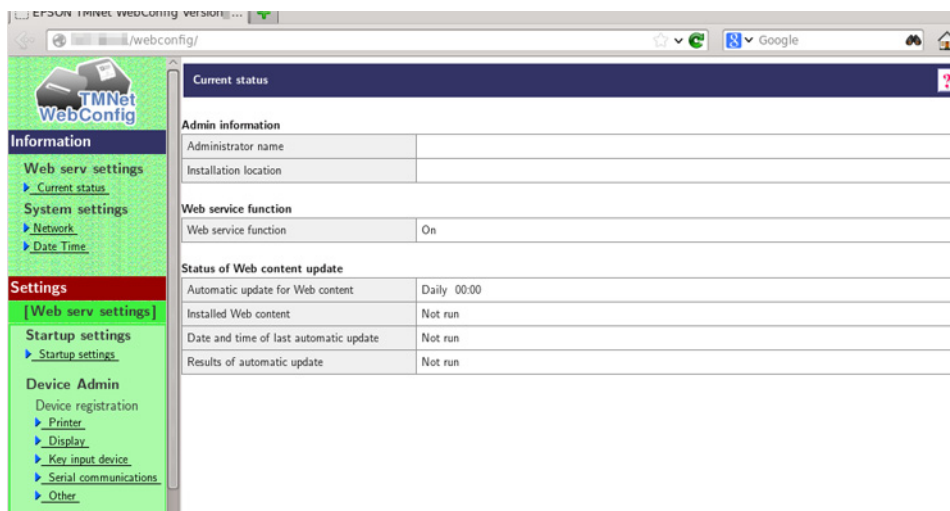 EPSON TMNet WebConfig Version ...
/webconfig/
Google
TMNet
WebConfig
Information
Web serv settings
Current status
System settings
Network
Date Time
Settings
[Web serv settings]
Startup settings
Startup settings
Device Admin
Device registration
Printer
Display
Key input device
Serial communications
Other
Current status
?
Admin information
Administrator name
Installation location
Web service function
Web service function On
Status of Web content update
Automatic update for Web content Daily 00:00
Installed Web content Not run
Date and time of last automatic update Not run
Results of automatic update Not run